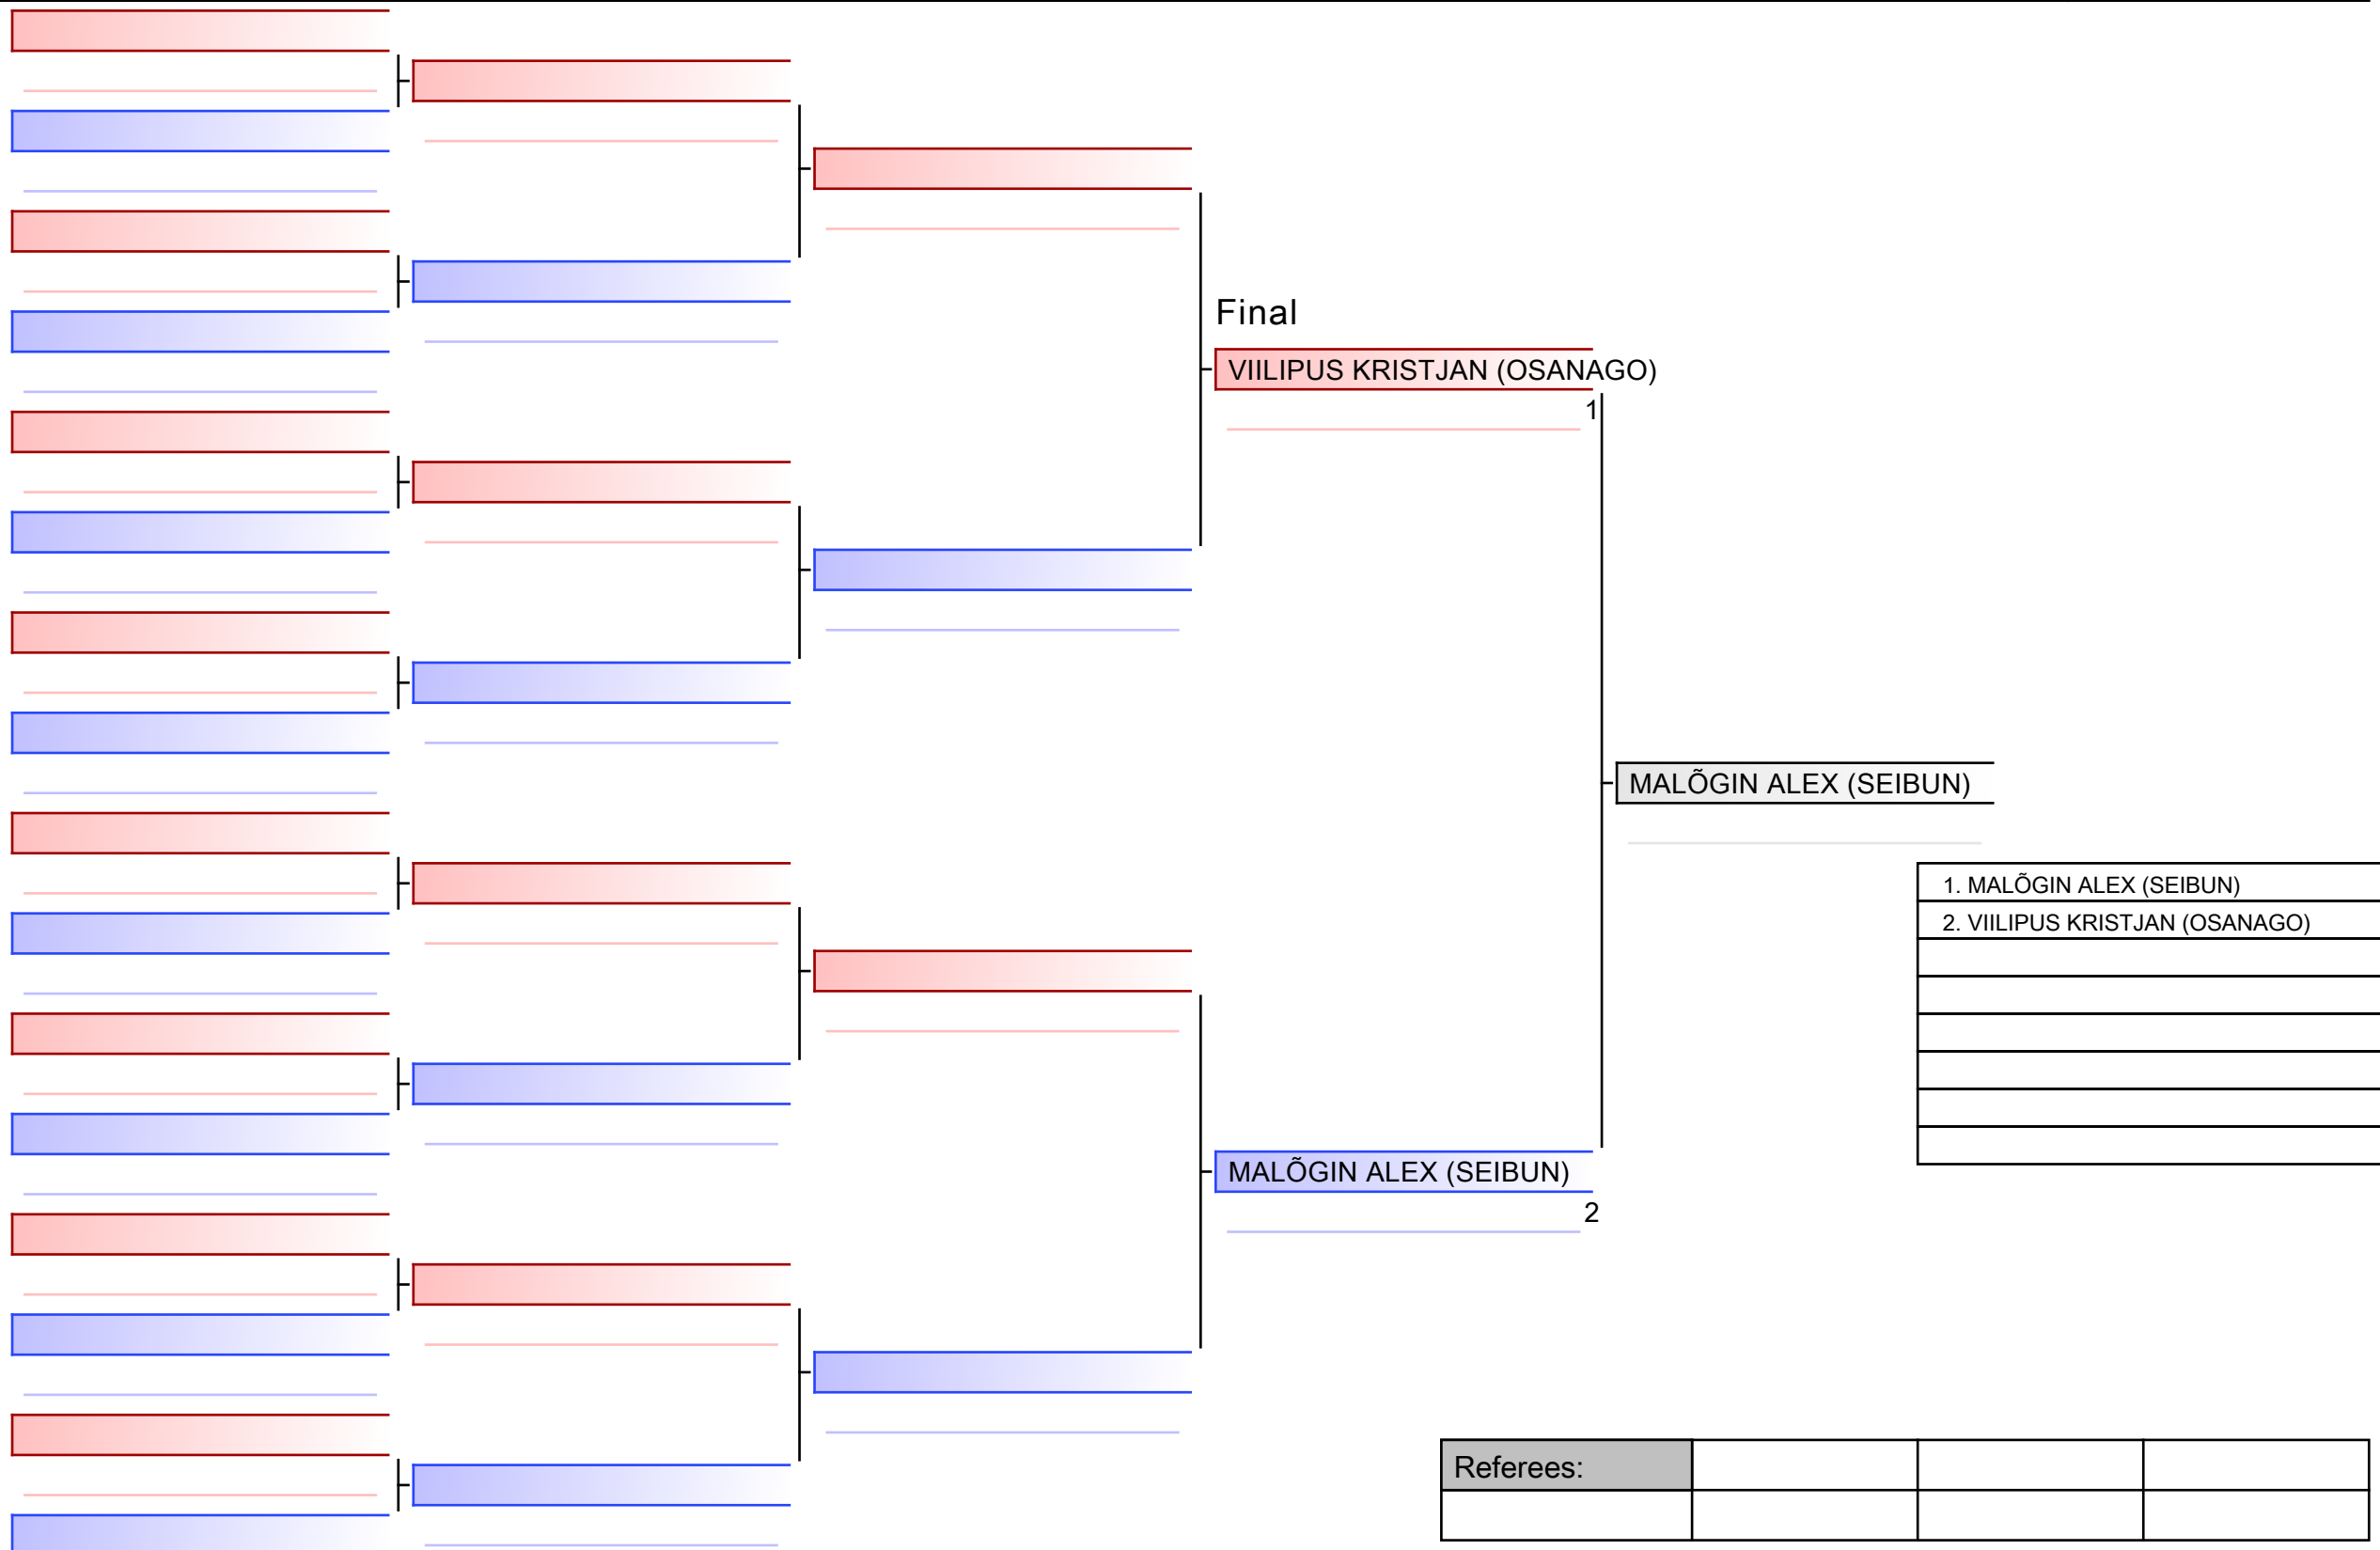 Final
VIILIPUS KRISTJAN (OSANAGO)
1
MALÕGIN ALEX (SEIBUN)
1. MALÕGIN ALEX (SEIBUN)
2. VIILIPUS KRISTJAN (OSANAGO)
MALÕGIN ALEX (SEIBUN)
2
Referees: